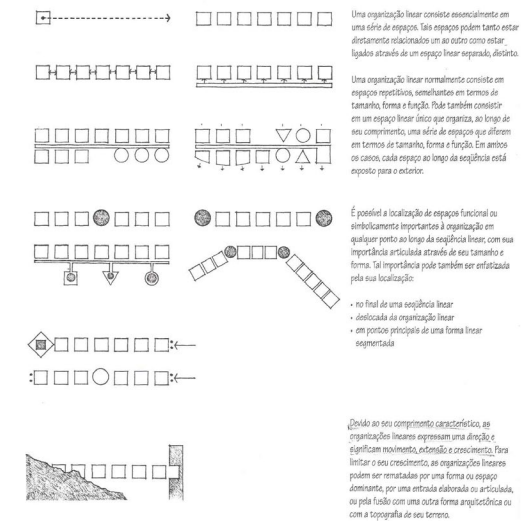 Uma organização linear consiste essencialmente em
uma série de espaços. Tais espaços podem tanto estar
diretamente relacionados um ao outro como estar
ligados através de um espaço linear separado, distinto.
Uma organização linear normalmente consiste em
espaços repetitivos, semelhantes em termos de
tamanho, forma e função. Pode também consistir
em um espaço linear único que organiza, ao longo de
seu comprimento, uma série de espaços que diferem
em termos de tamanho, forma e função. Em ambos
os casos, cada espaço ao longo da seqüência está
exposto para o exterior.
É possível a localização de espaços funcional ou
simbolicamente importantes à organização em
qualquer ponto ao longo da seqüência linear, com sua
importância articulada através de seu tamanho e
forma. Tal importância pode também ser enfatizada
pela sua localização:
• no final de uma seqüência linear
• deslocada da organização linear
• em pontos principais de uma forma linear
segmentada
Devido ao seu comprimento característico, as
organizações lineares expressam uma direção e
significam movimento, extensão e crescimento. Para
limitar o seu crescimento, as organizações lineares
podem ser rematadas por uma forma ou espaço
dominante, por uma entrada elaborada ou articulada,
ou pela fusão com uma outra forma arquitetônica ou
com a topografia de seu terreno.